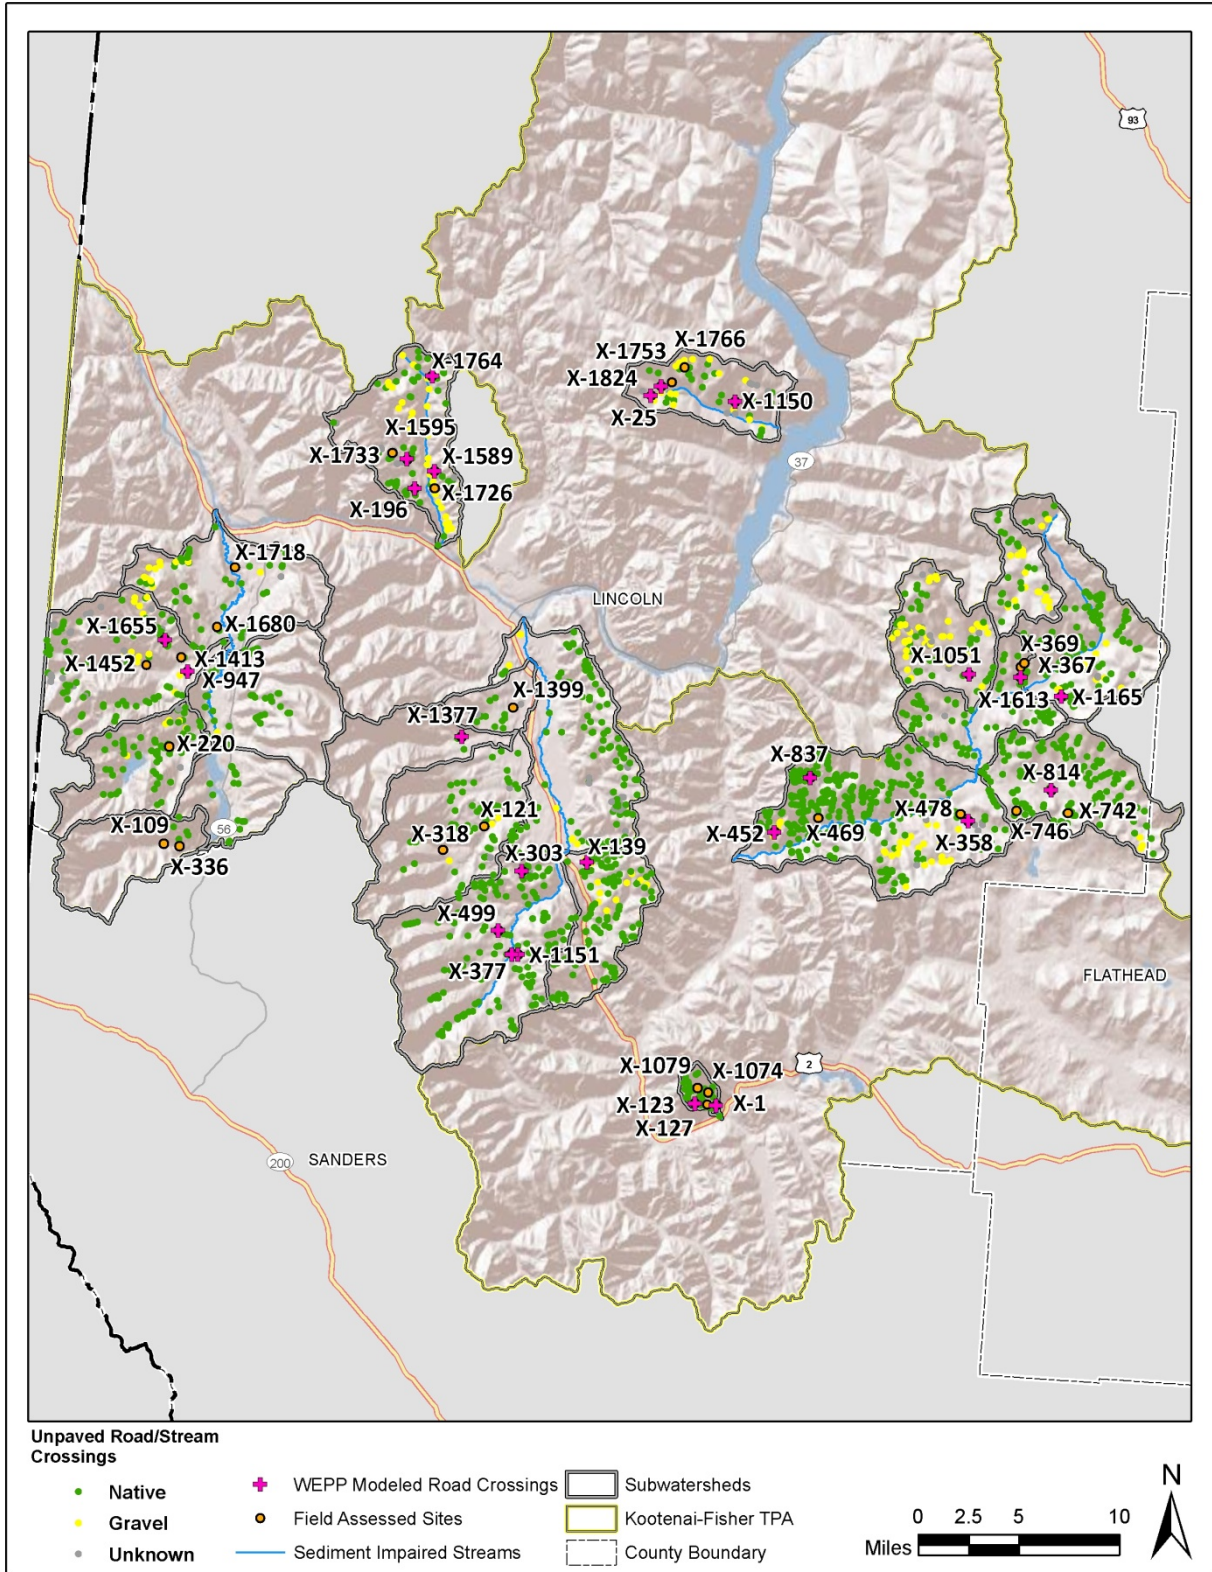 93
X-1766
X-1753
X-1764
X-1824
X-1150
X-25
X-1595
X-1733
X-1589
37
X-1726
X-196
X-1718
LINCOLN
X-1655
X-1680
X-369
X-1452
X-1413
X-1051
X-367
X-947
X-1399
X-1613
X-1165
X-1377
X-220
X-837
X-814
X-121
X-478
X-109
56
X-318
X-452
X-742
X-469
X-746
X-336
X-303
X-139
X-358
X-499
X-1151
X-377
FLATHEAD
X-1079
X-1074
2
X-123
X-1
X-127
200
SANDERS
Unpaved Road/Stream
Crossings
Native
Gravel
Unknown
WEPP Modeled Road Crossings
Field Assessed Sites
Sediment Impaired Streams
Subwatersheds
Kootenai-Fisher TPA
County Boundary
0 2.5 5 10
Miles
N